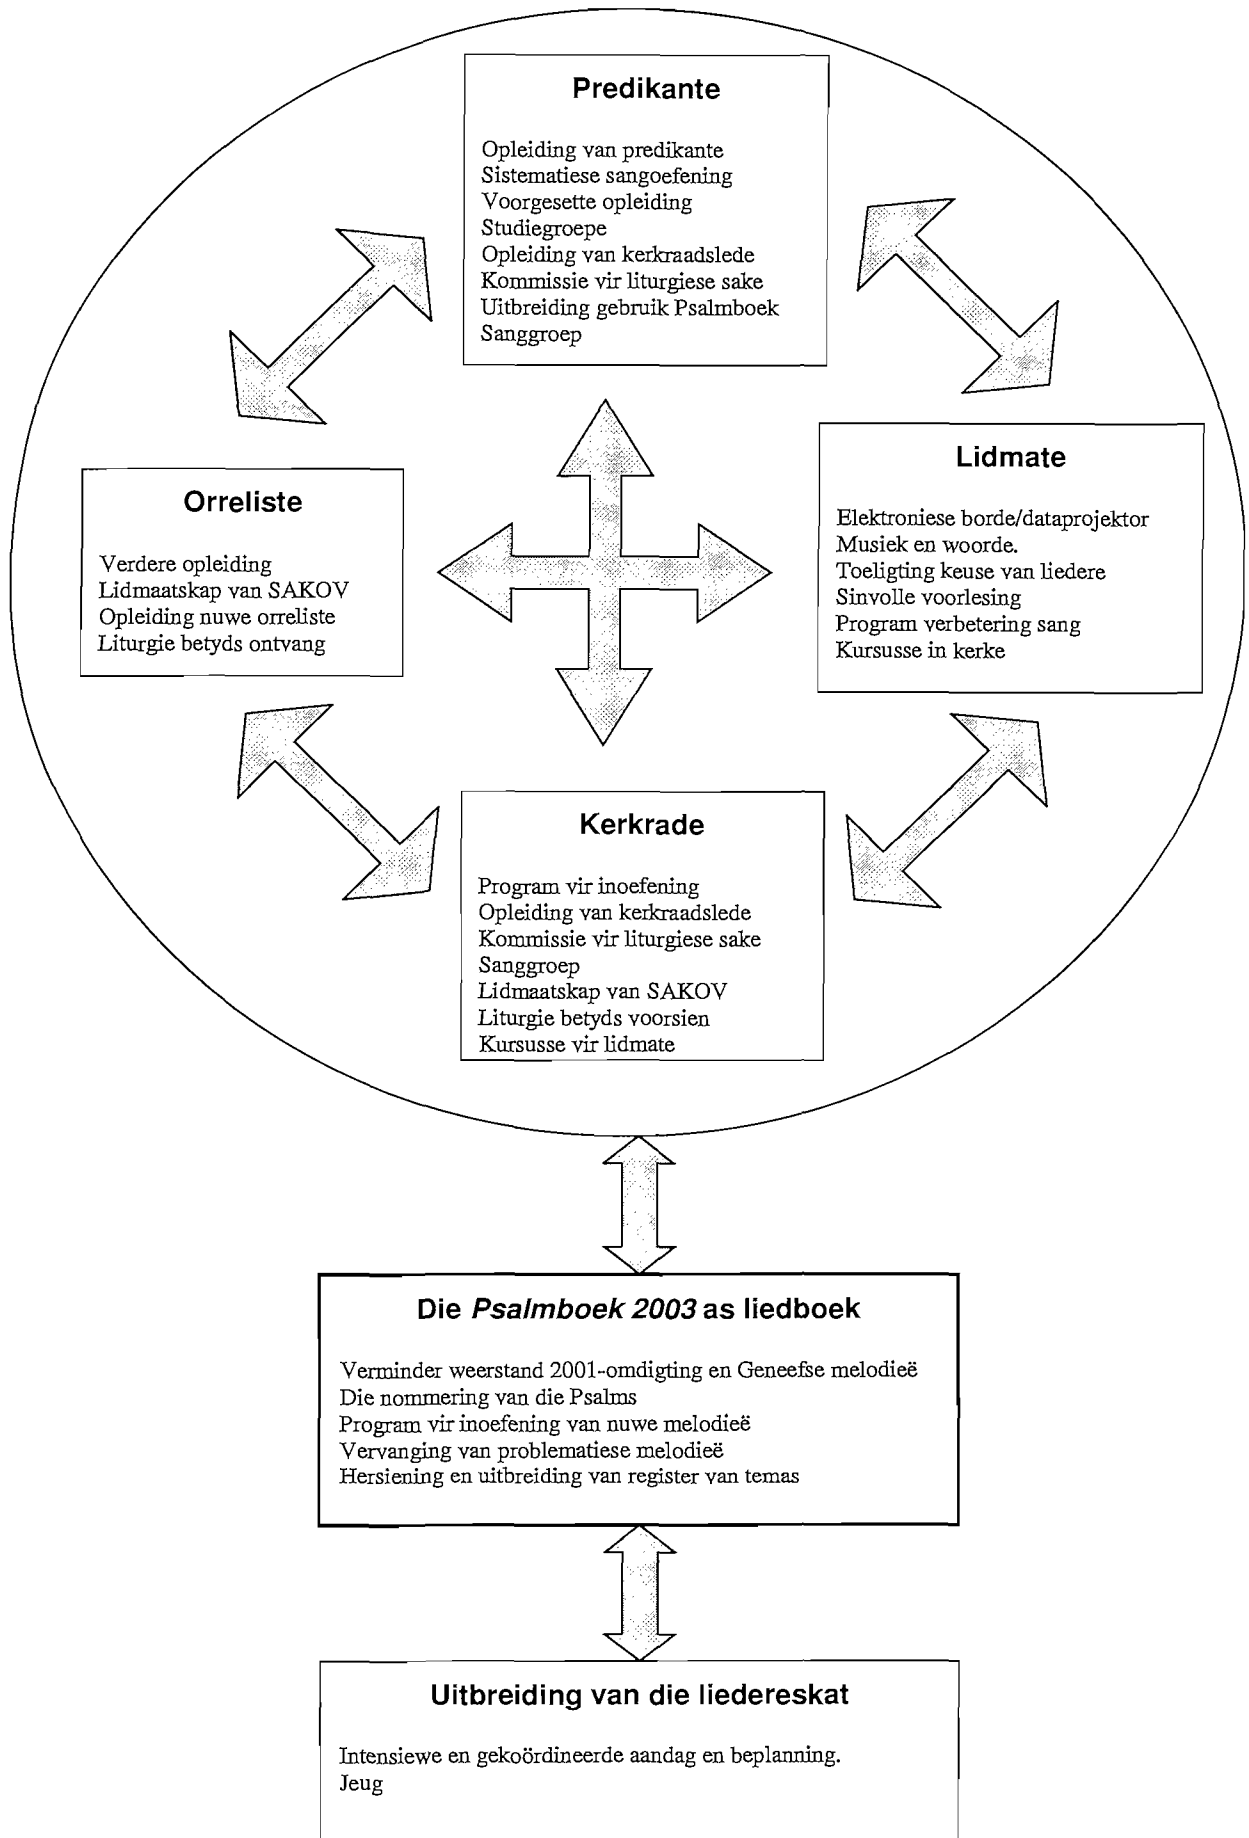 Predikante
Opleiding van predikante
Sistematiese sangoefening
Voorgesette opleiding
Studiegroepe
Opleiding van kerkraadslede
Kommissie vir liturgiese sake
Uitbreiding gebruik Psalmboek
Sanggroep
Orreliste
Verdere opleiding
Lidmaatskap van SAKOV
Opleiding nuwe orreliste
Liturgie betyds ontvang
Lidmate
Elektroniese borde/dataprojektor
Musiek en woorde.
Toeligting keuse van liedere
Sinvolle voorlesing
Program verbetering sang
Kursusse in kerke
Kerkrade
Program vir inoefening
Opleiding van kerkraadslede
Kommissie vir liturgiese sake
Sanggroep
Lidmaatskap van SAKOV
Liturgie betyds voorsien
Kursusse vir lidmate
Die Psalmboek 2003 as liedboek
Verminder weerstand 2001-omdigting en Geneefse melodieë
Die nommering van die Psalms
Program vir inoefening van nuwe melodieë
Vervanging van problematiese melodieë
Hersiening en uitbreiding van register van temas
Uitbreiding van die liedereskat
Intensiewe en gekoördineerde aandag en beplanning.
Jeug